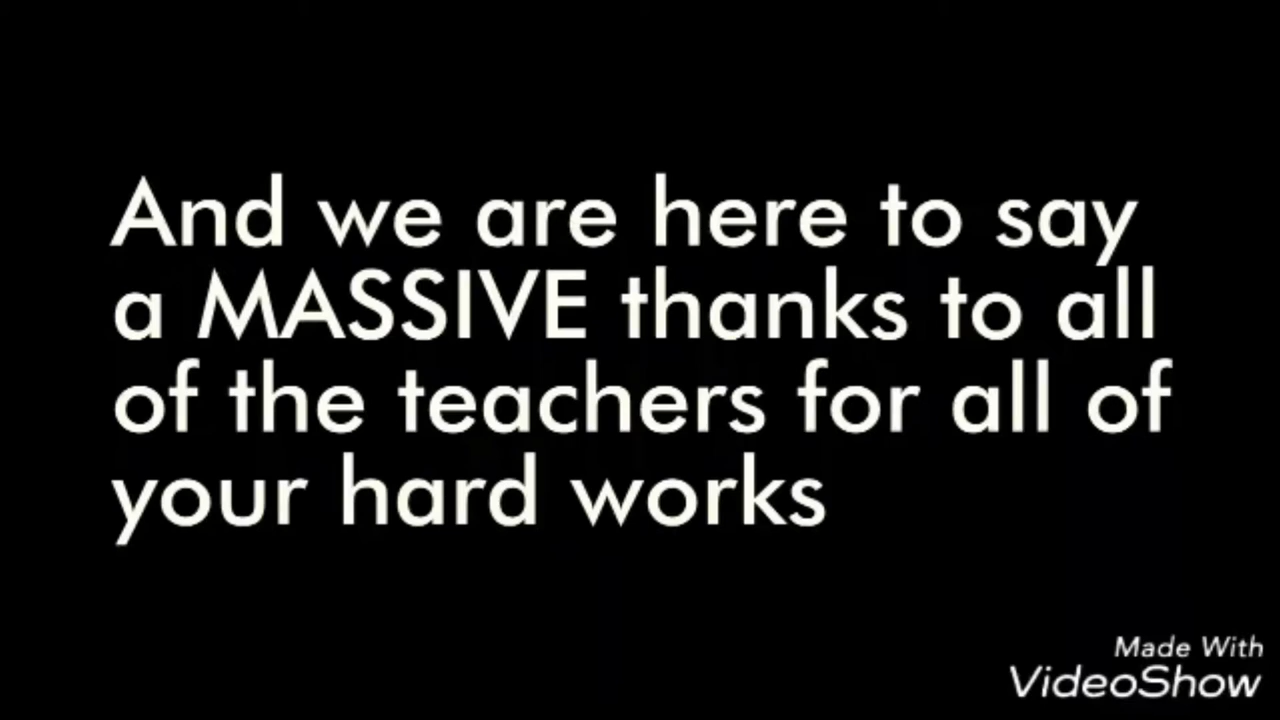 And we are here to say
a MASSIVE thanks to all
of the teachers for all of
your hard works
Made With
VideoShow